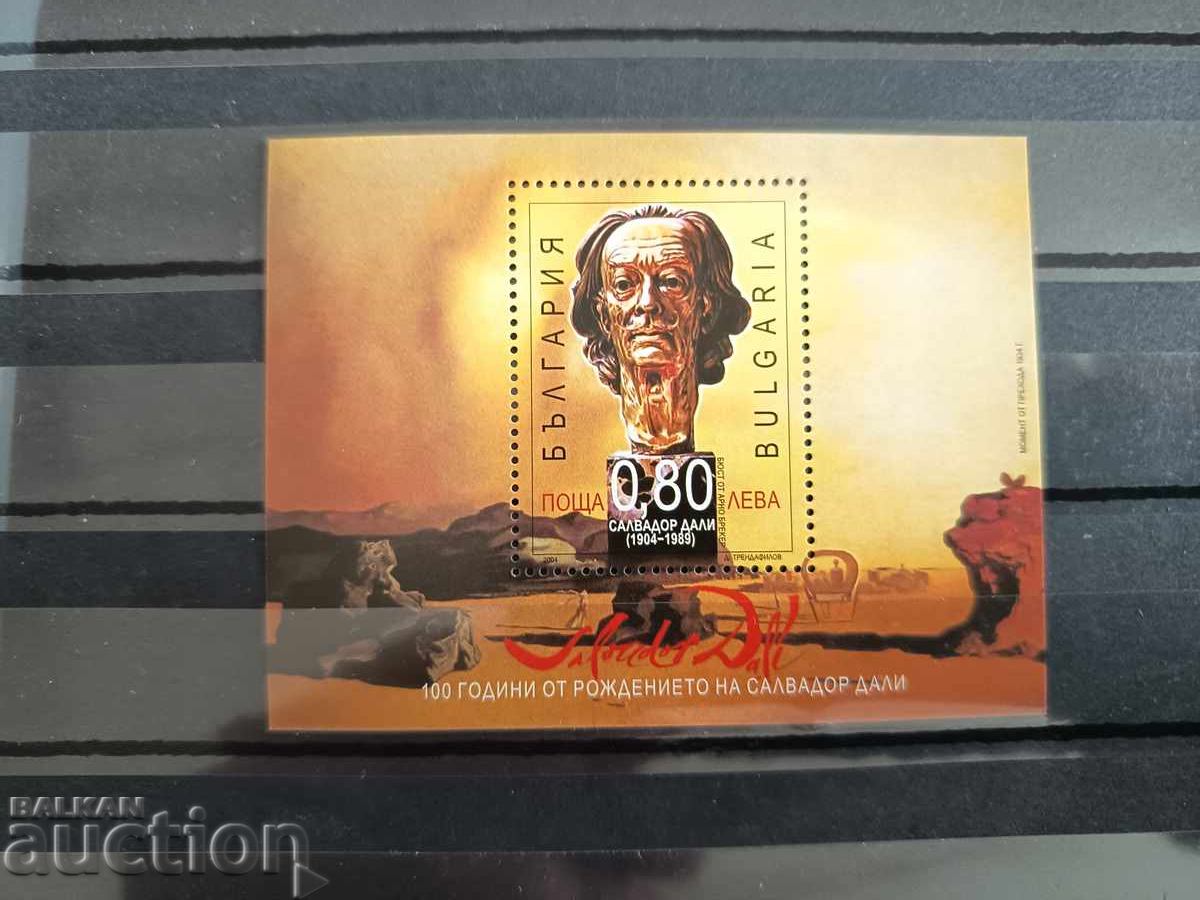 БЪЛГАРИЯ
BULGARIA
ПОЩА 0,80 ЛЕВА
САЛВАДОР ДАЛИ
(1904-1989)
БЮСТ ОТ АРНО БРЕКЕР
2004
Д. ТРЕНДАФИЛОВ
МОМЕНТ ОТ ПРЕХОДА 1934 Г.
Salvador Dalí
100 ГОДИНИ ОТ РОЖДЕНИЕТО НА САЛВАДОР ДАЛИ
BALKAN
auction